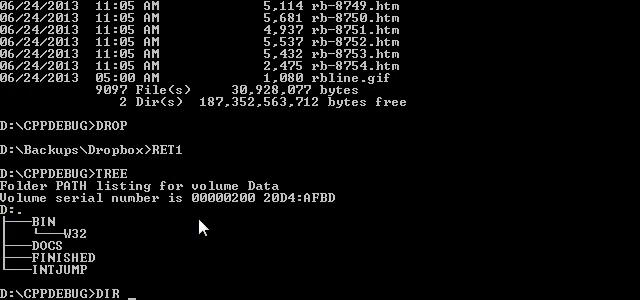 06/24/2013  11:05 AM             5,114 rb-8749.htm
06/24/2013  11:05 AM             5,681 rb-8750.htm
06/24/2013  11:05 AM             4,937 rb-8751.htm
06/24/2013  11:05 AM             5,537 rb-8752.htm
06/24/2013  11:05 AM             5,432 rb-8753.htm
06/24/2013  11:05 AM             2,475 rb-8754.htm
06/24/2013  05:00 AM             1,080 rbline.gif
            9097 File(s)     30,928,077 bytes
               2 Dir(s)  187,352,563,712 bytes free
D:\CPPDEBUG>DROP
D:\Backups\Dropbox>RET1
D:\CPPDEBUG>TREE
Folder PATH listing for volume Data
Volume serial number is 00000200 20D4:AFBD
D:.
├───BIN
│   └───W32
├───DOCS
├───FINISHED
└───INTJUMP
D:\CPPDEBUG>DIR _